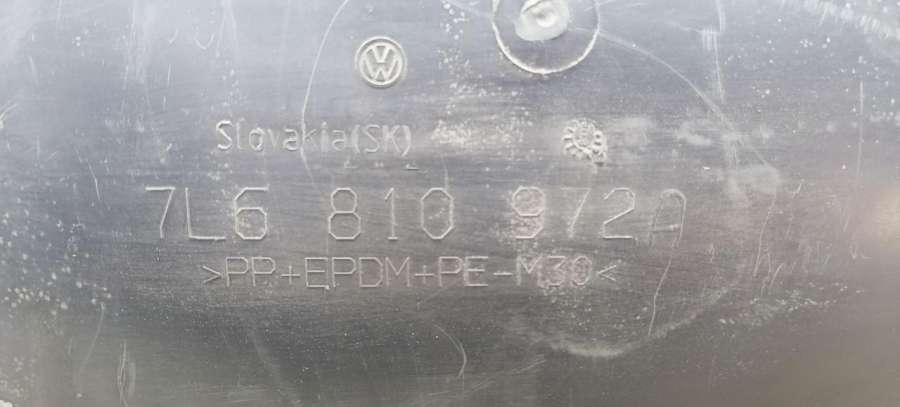 Slovakia(SK)
7L6 810 972A
>PP+EPDM+PE-M30<